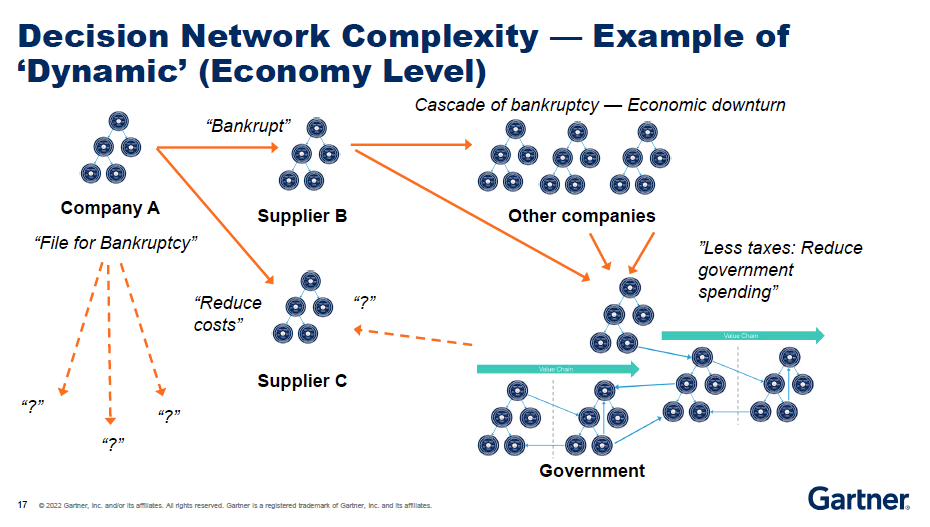 Decision Network Complexity — Example of
‘Dynamic’ (Economy Level)
Cascade of bankruptcy — Economic downturn
“Bankrupt”
Company A
Supplier B
Other companies
“File for Bankruptcy”
”Less taxes: Reduce
government
spending”
“Reduce
costs”
“?”
Value Chain
Value Chain
Supplier C
“?”
“?”
“?”
Government
17 © 2022 Gartner, Inc. and/or its affiliates. All rights reserved. Gartner is a registered trademark of Gartner, Inc. and its affiliates.
Gartner®